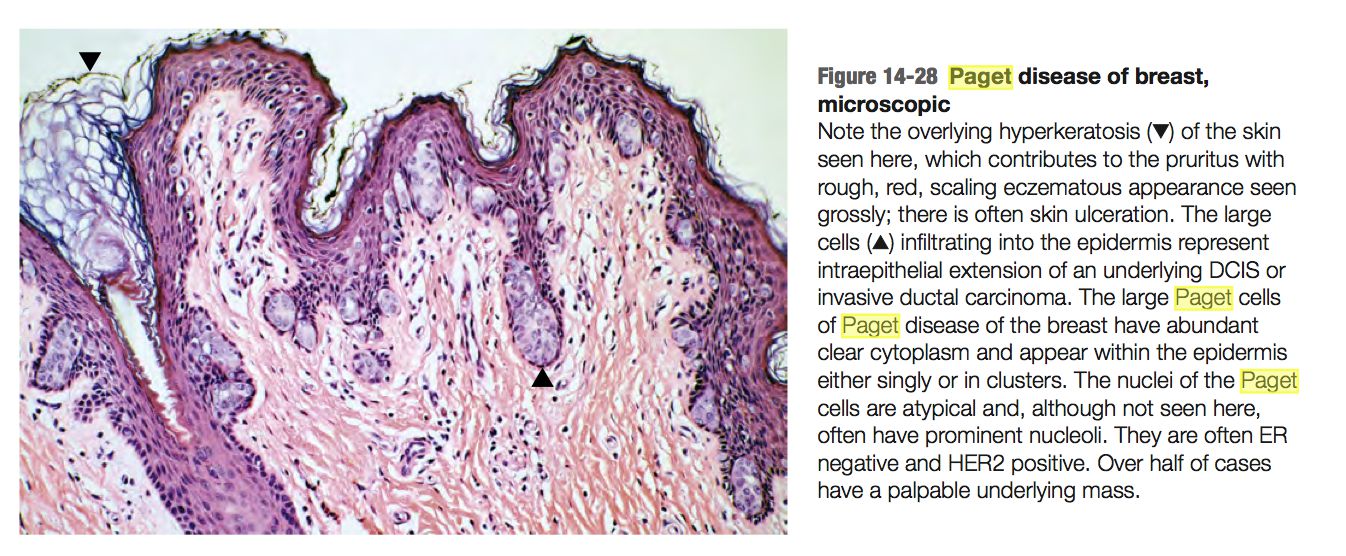 Figure 14-28 Paget disease of breast,
microscopic
Note the overlying hyperkeratosis (▼) of the skin
seen here, which contributes to the pruritus with
rough, red, scaling eczematous appearance seen
grossly; there is often skin ulceration. The large
cells (▲) infiltrating into the epidermis represent
intraepithelial extension of an underlying DCIS or
invasive ductal carcinoma. The large Paget cells
of Paget disease of the breast have abundant
clear cytoplasm and appear within the epidermis
either singly or in clusters. The nuclei of the Paget
cells are atypical and, although not seen here,
often have prominent nucleoli. They are often ER
negative and HER2 positive. Over half of cases
have a palpable underlying mass.